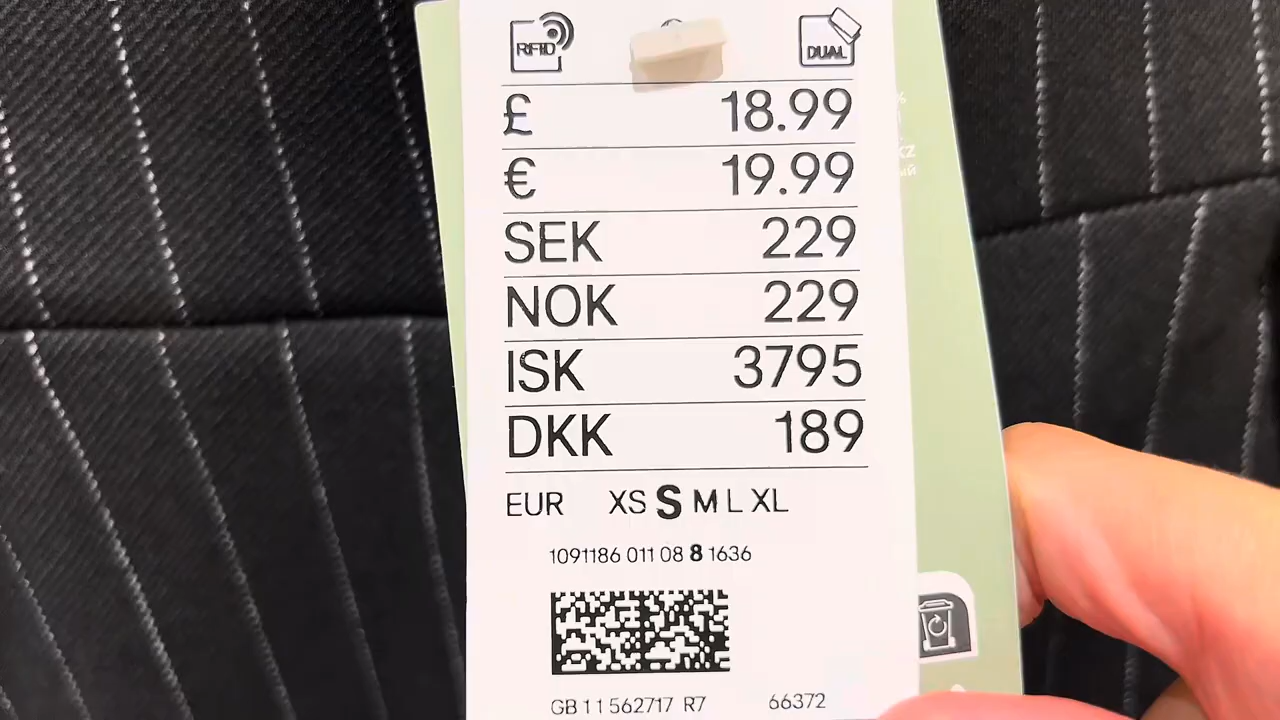 RFID DUAL
£ 18.99
€ 19.99
SEK 229
NOK 229
ISK 3795
DKK 189
EUR XS S M L XL
1091186 011 08 8 1636
GB 11 562717 R7 66372